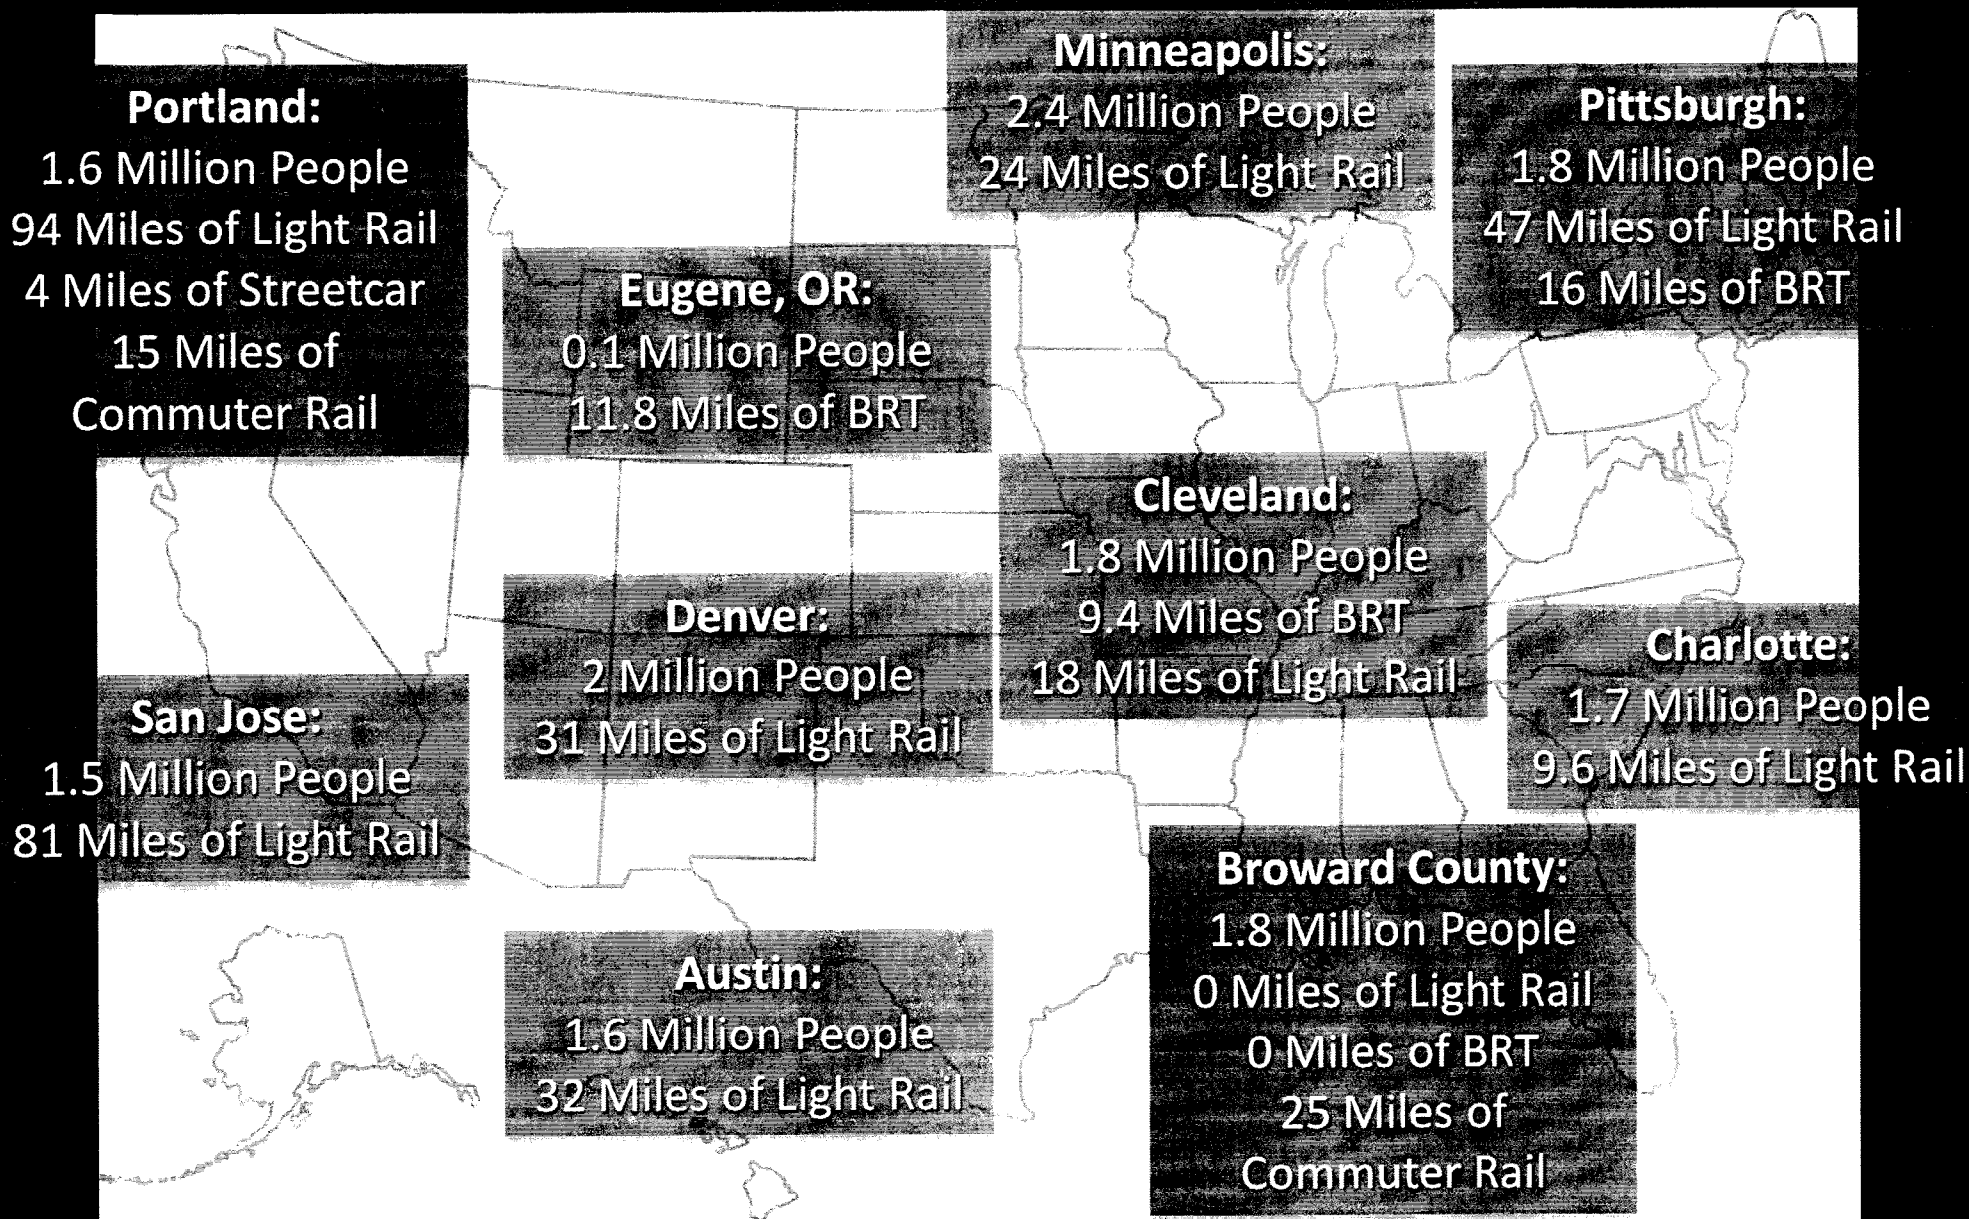 Portland:
1.6 Million People
94 Miles of Light Rail
4 Miles of Streetcar
15 Miles of
Commuter Rail
Minneapolis:
2.4 Million People
24 Miles of Light Rail
Pittsburgh:
1.8 Million People
47 Miles of Light Rail
16 Miles of BRT
Eugene, OR:
0.1 Million People
11.8 Miles of BRT
Cleveland:
1.8 Million People
9.4 Miles of BRT
18 Miles of Light Rail
Denver:
2 Million People
31 Miles of Light Rail
Charlotte:
1.7 Million People
9.6 Miles of Light Rail
San Jose:
1.5 Million People
81 Miles of Light Rail
Austin:
1.6 Million People
32 Miles of Light Rail
Broward County:
1.8 Million People
0 Miles of Light Rail
0 Miles of BRT
25 Miles of
Commuter Rail